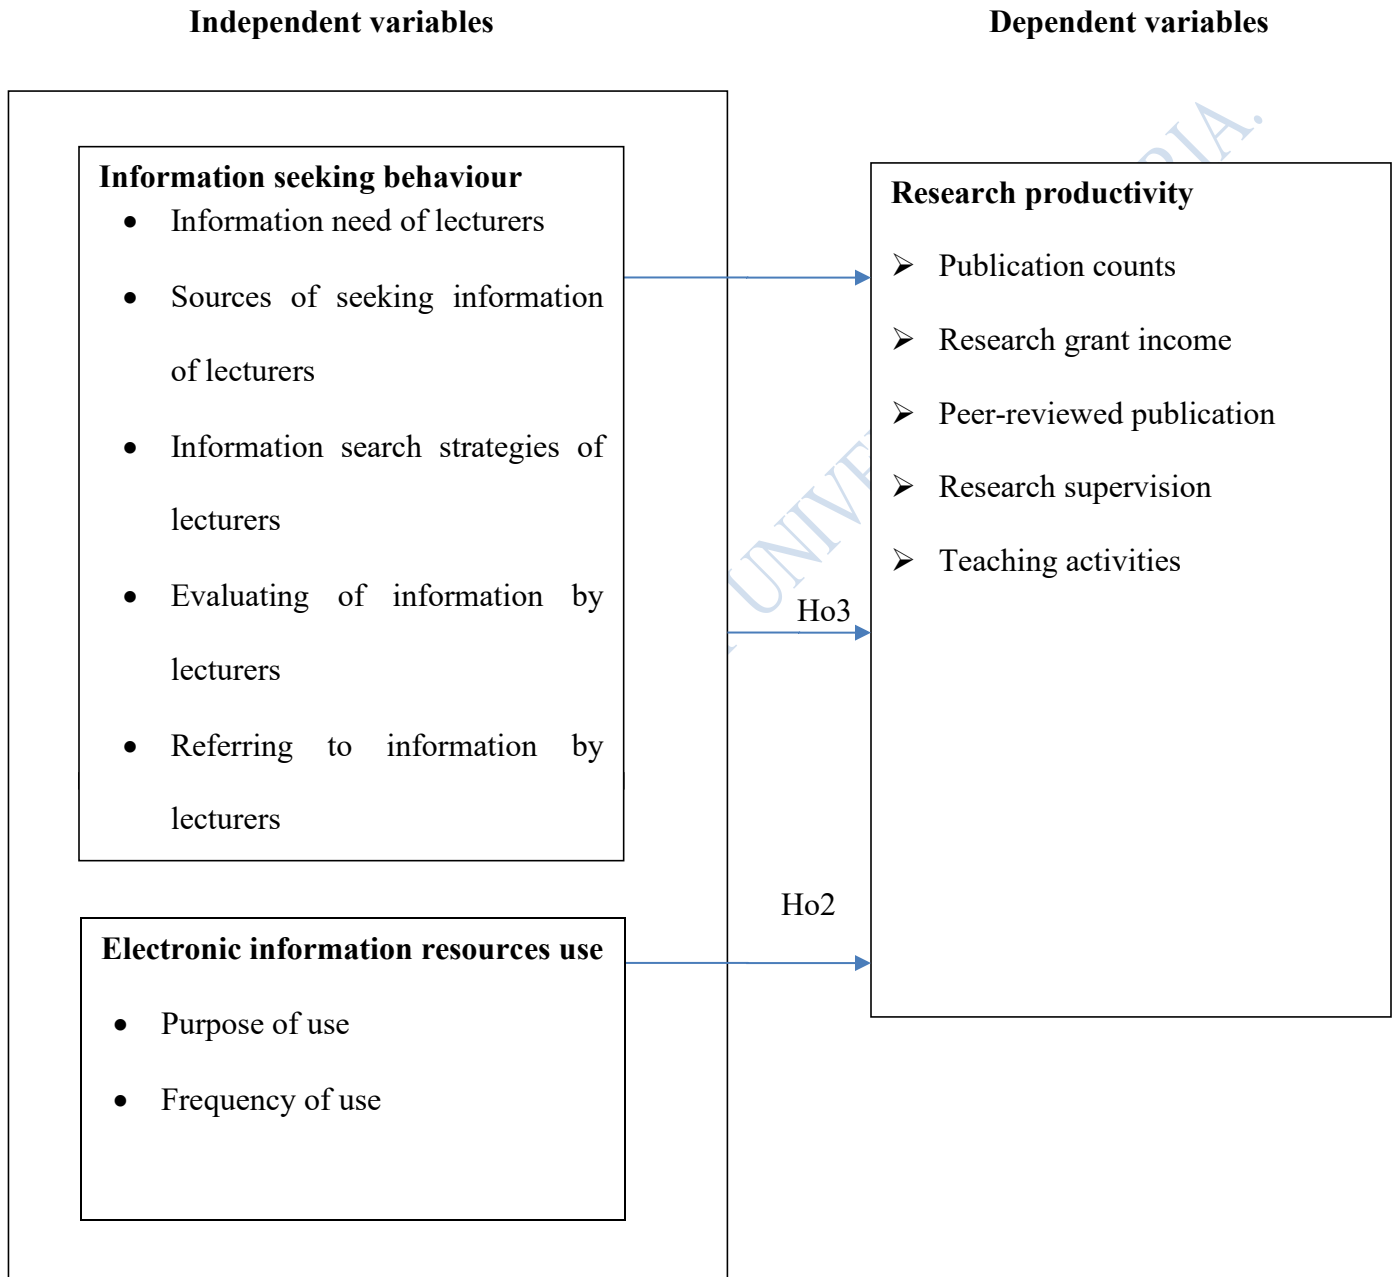 Independent variables
Dependent variables
Information seeking behaviour
• Information need of lecturers
• Sources of seeking information
of lecturers
• Information search strategies of
lecturers
• Evaluating of information by
lecturers
• Referring to information by
lecturers
Electronic information resources use
• Purpose of use
• Frequency of use
Ho3
Ho2
Research productivity
➢ Publication counts
➢ Research grant income
➢ Peer-reviewed publication
➢ Research supervision
➢ Teaching activities